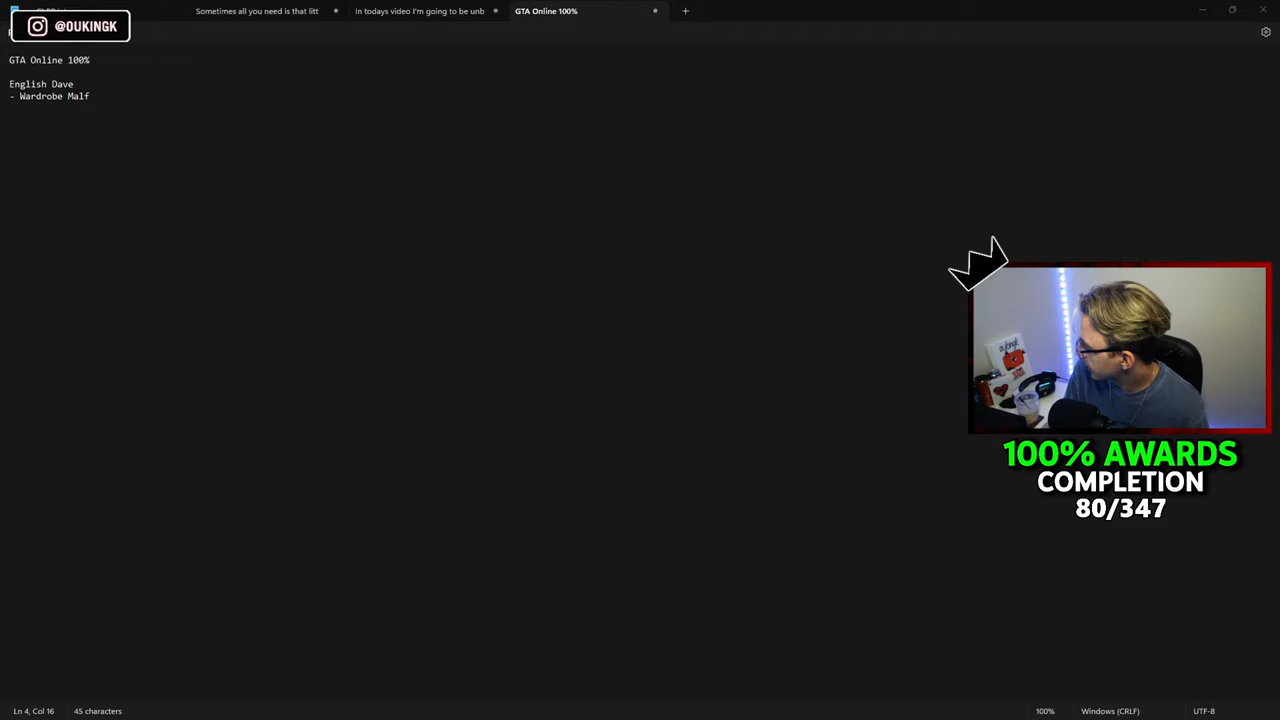 @OUKINGK
Sometimes all you need is that litt
In todays video I'm going to be unb
GTA Online 100%
GTA Online 100%
English Dave
- Wardrobe Malf
100% AWARDS
COMPLETION
80/347
Ln 4, Col 16
45 characters
100%
Windows (CRLF)
UTF-8